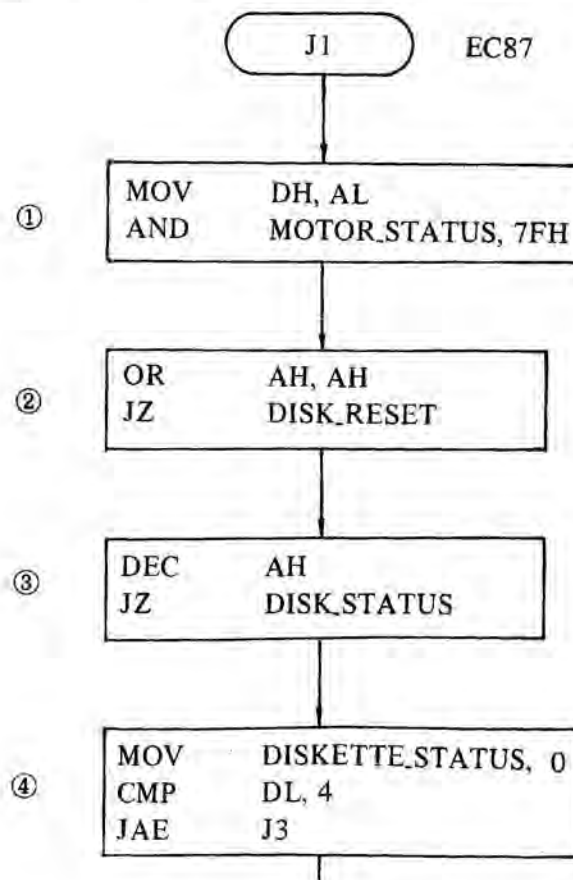 J1 EC87
① MOV DH, AL
AND MOTOR_STATUS, 7FH
② OR AH, AH
JZ DISK_RESET
③ DEC AH
JZ DISK_STATUS
④ MOV DISKETTE_STATUS, 0
CMP DL, 4
JAE J3